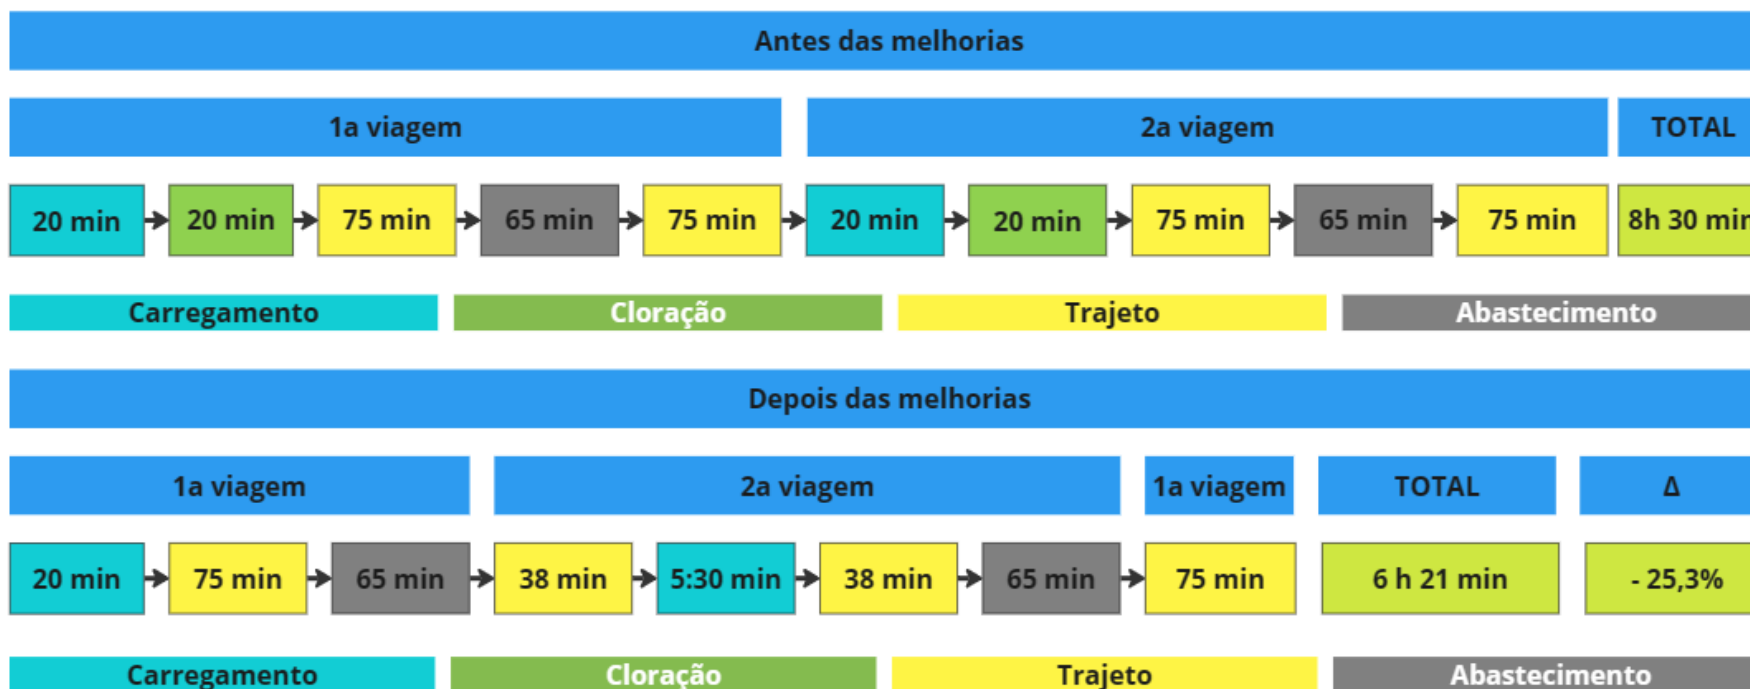 Antes das melhorias
1a viagem 2a viagem TOTAL
20 min 20 min 75 min 65 min 75 min 20 min 20 min 75 min 65 min 75 min 8h 30 min
Carregamento Cloração Trajeto Abastecimento
Depois das melhorias
1a viagem 2a viagem 1a viagem TOTAL Δ
20 min 75 min 65 min 38 min 5:30 min 38 min 65 min 75 min 6 h 21 min - 25,3%
Carregamento Cloração Trajeto Abastecimento